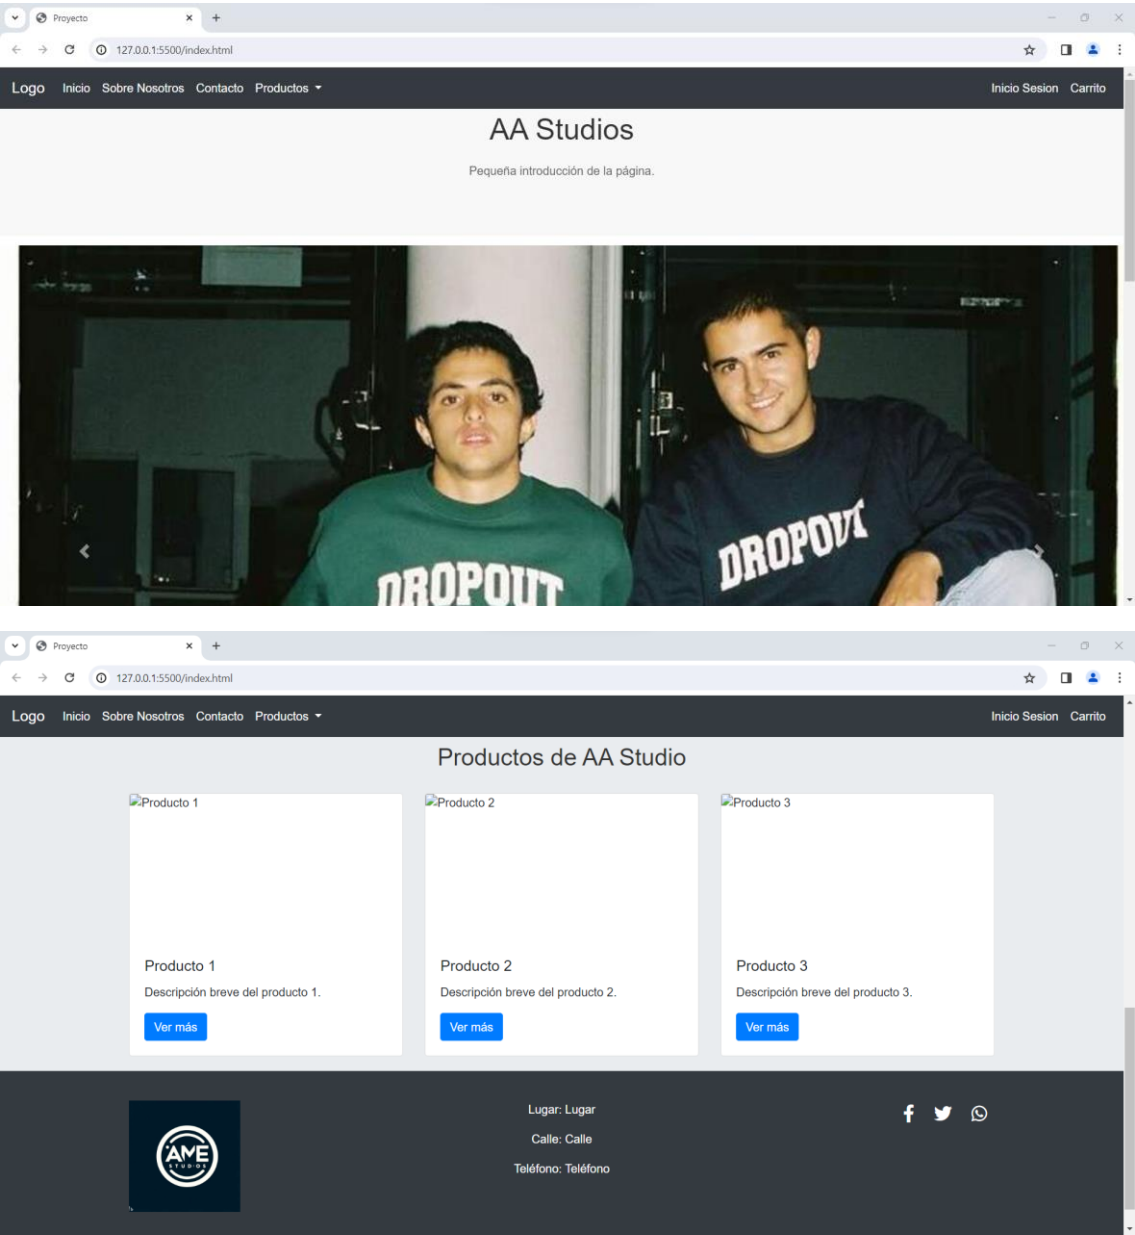 Proyecto
127.0.0.1:5500/index.html
Logo Inicio Sobre Nosotros Contacto Productos Inicio Sesion Carrito
AA Studios
Pequeña introducción de la página.
DROPOUT
DROPOUT
Proyecto
127.0.0.1:5500/index.html
Logo Inicio Sobre Nosotros Contacto Productos Inicio Sesion Carrito
Productos de AA Studio
Producto 1 Producto 2 Producto 3
Producto 1 Producto 2 Producto 3
Descripción breve del producto 1. Descripción breve del producto 2. Descripción breve del producto 3.
Ver más Ver más Ver más
Lugar: Lugar
Calle: Calle
Teléfono: Teléfono
AME
STUDIOS